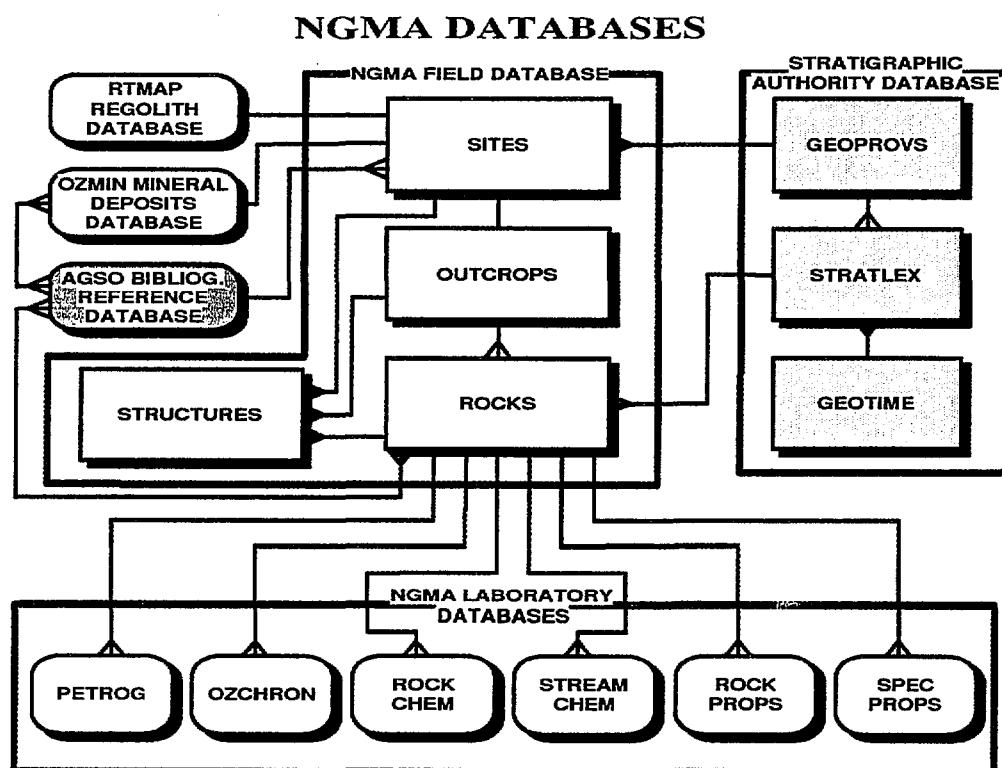 NGMA DATABASES
NGMA FIELD DATABASE
STRATIGRAPHIC
AUTHORITY DATABASE
RTMAP
REGOLITH
DATABASE
SITES
GEOPROVS
OZMIN MINERAL
DEPOSITS
DATABASE
OUTCROPS
STRATLEX
AGSO BIBLIOG.
REFERENCE
DATABASE
STRUCTURES
ROCKS
GEOTIME
NGMA LABORATORY
DATABASES
PETROG
OZCHRON
ROCK
CHEM
STREAM
CHEM
ROCK
PROPS
SPEC
PROPS